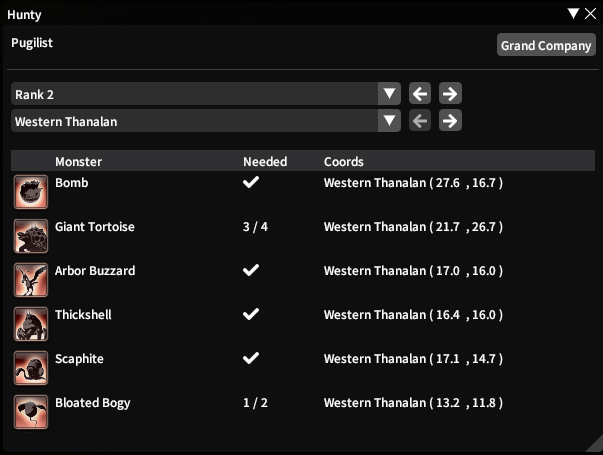 Hunty
Pugilist
Grand Company
Rank 2
Western Thanalan
Monster Needed Coords
Bomb Western Thanalan ( 27.6 , 16.7 )
Giant Tortoise 3 / 4 Western Thanalan ( 21.7 , 26.7 )
Arbor Buzzard Western Thanalan ( 17.0 , 16.0 )
Thickshell Western Thanalan ( 16.4 , 16.0 )
Scaphite Western Thanalan ( 17.1 , 14.7 )
Bloated Bogy 1 / 2 Western Thanalan ( 13.2 , 11.8 )